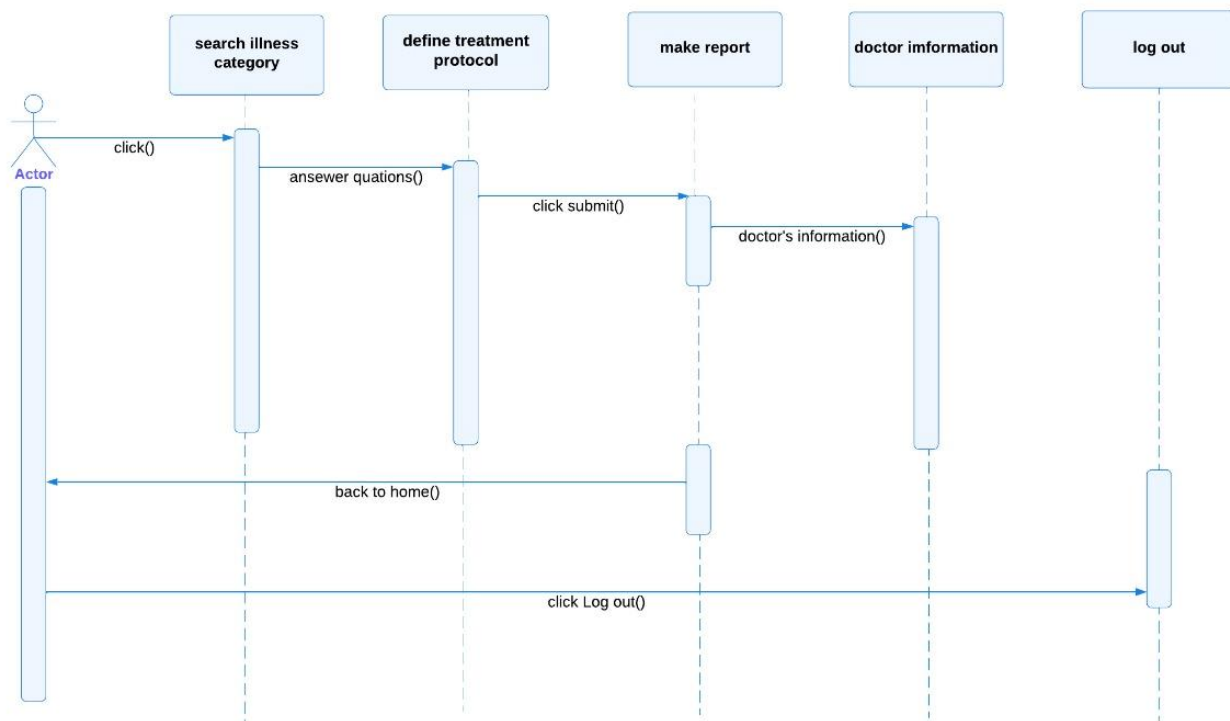 search illness
category
define treatment
protocol
make report
doctor imformation
log out
Actor
click()
ansewer quations()
click submit()
doctor's information()
back to home()
click Log out()